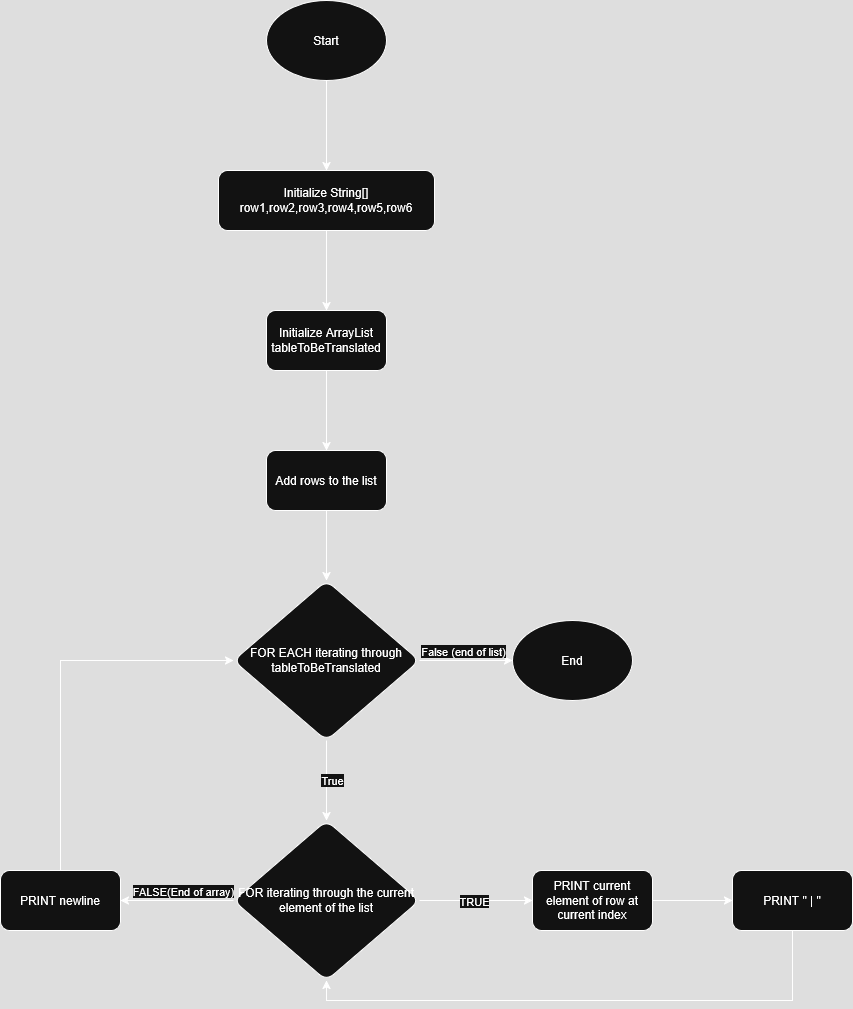 Start
Initialize String[]
row1,row2,row3,row4,row5,row6
Initialize ArrayList
tableToBeTranslated
Add rows to the list
FOR EACH iterating through
tableToBeTranslated
False (end of list)
End
True
FOR iterating through the current
element of the list
FALSE(End of array)
PRINT newline
TRUE
PRINT current
element of row at
current index
PRINT " | "